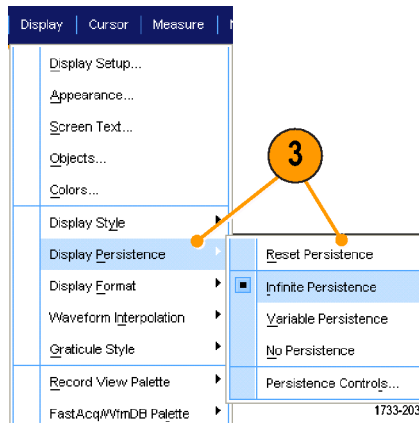 Display Cursor Measure
Display Setup...
Appearance...
Screen Text...
Objects...
Colors...
3
Display Style
Display Persistence
Display Format
Waveform Interpolation
Graticule Style
Record View Palette
FastAcq/WfmDB Palette
Reset Persistence
Infinite Persistence
Variable Persistence
No Persistence
Persistence Controls...
1733-203